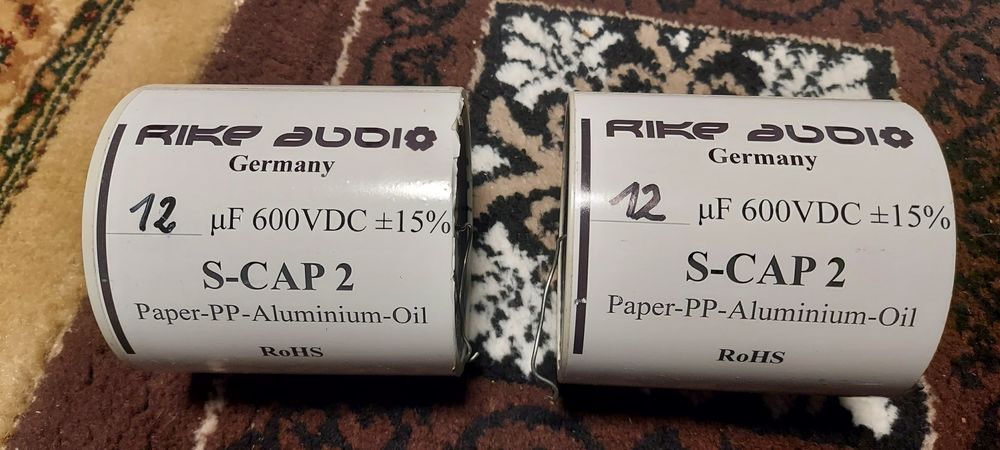 RIKE AUDIO
Germany
12 µF 600VDC ±15%
S-CAP 2
Paper-PP-Aluminium-Oil
RoHS
RIKE AUDIO
Germany
12 µF 600VDC ±15%
S-CAP 2
Paper-PP-Aluminium-Oil
RoHS